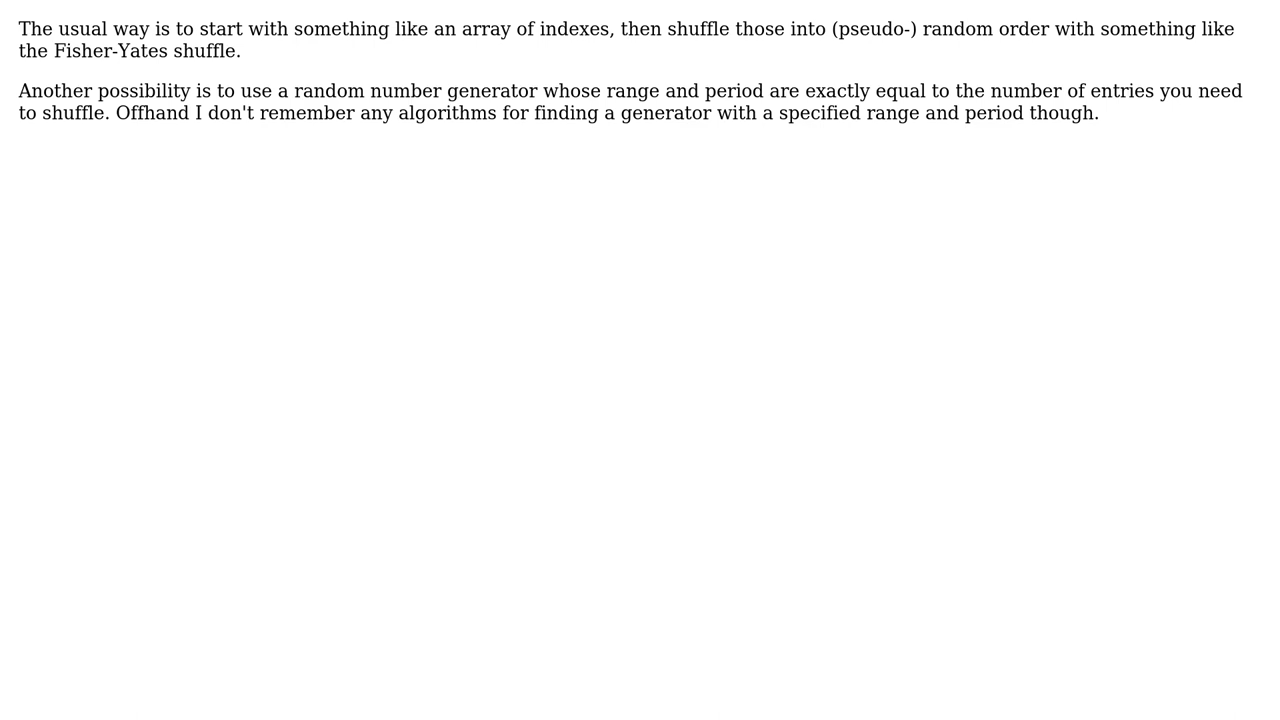 The usual way is to start with something like an array of indexes, then shuffle those into (pseudo-) random order with something like
the Fisher-Yates shuffle.
Another possibility is to use a random number generator whose range and period are exactly equal to the number of entries you need
to shuffle. Offhand I don't remember any algorithms for finding a generator with a specified range and period though.